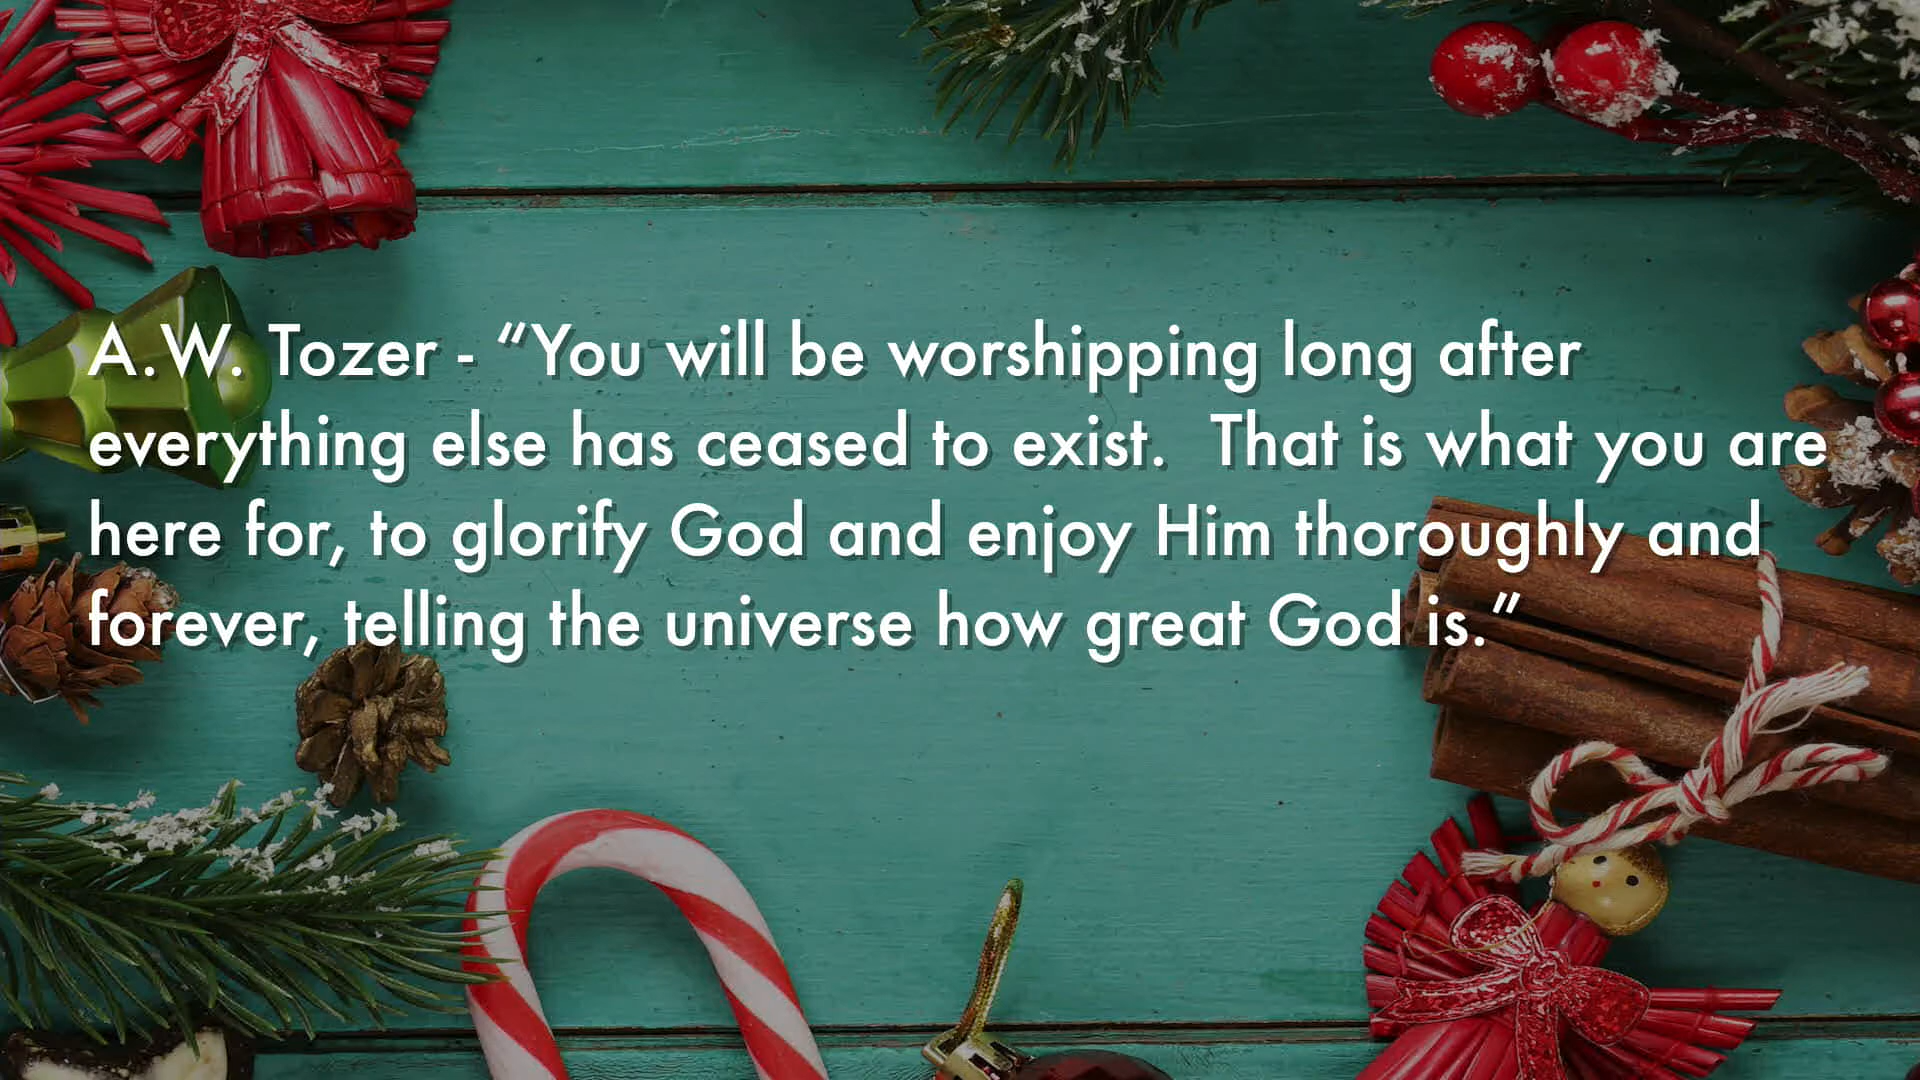 A.W. Tozer - “You will be worshipping long after
everything else has ceased to exist.  That is what you are
here for, to glorify God and enjoy Him thoroughly and
forever, telling the universe how great God is.”